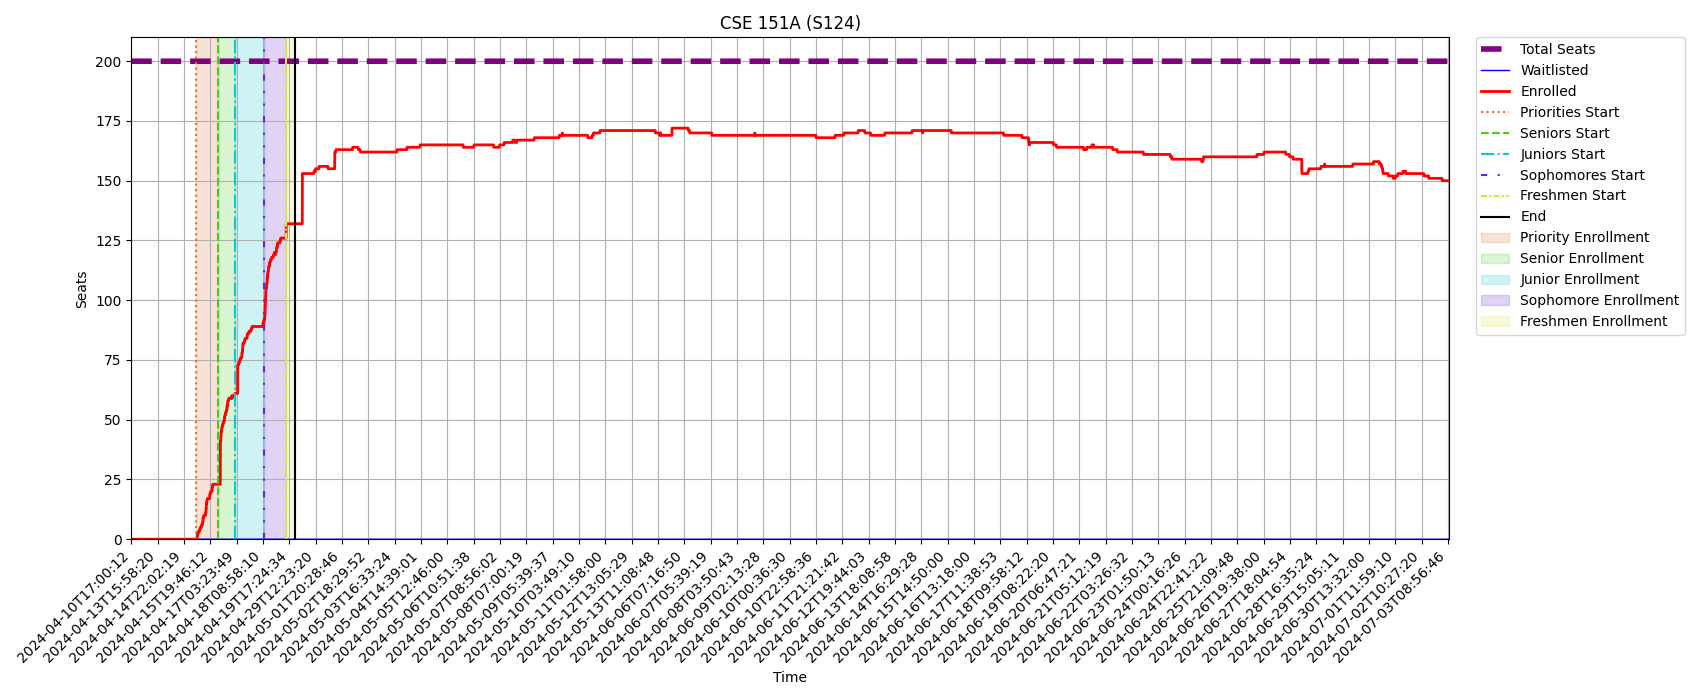 CSE 151A (S124)
Seats
200
175
150
125
100
75
50
25
0
2024-04-10T17:00:12
2024-04-13T15:58:20
2024-04-14T22:02:19
2024-04-15T19:46:12
2024-04-17T03:23:49
2024-04-18T08:58:10
2024-04-19T17:24:34
2024-04-29T12:23:20
2024-05-01T20:28:46
2024-05-02T18:29:52
2024-05-03T16:33:24
2024-05-04T14:39:01
2024-05-05T12:46:00
2024-05-06T10:51:38
2024-05-07T08:56:02
2024-05-08T07:00:19
2024-05-09T05:39:37
2024-05-10T03:49:10
2024-05-11T01:58:00
2024-05-12T13:05:29
2024-05-13T11:08:48
2024-06-06T07:16:50
2024-06-07T05:39:19
2024-06-08T03:50:43
2024-06-09T02:13:28
2024-06-10T00:36:30
2024-06-10T22:58:36
2024-06-11T21:21:42
2024-06-12T19:44:03
2024-06-13T18:08:58
2024-06-14T16:29:28
2024-06-15T14:50:00
2024-06-16T13:18:00
2024-06-17T11:38:53
2024-06-18T09:58:12
2024-06-19T08:22:20
2024-06-20T06:47:21
2024-06-21T05:12:19
2024-06-22T03:26:32
2024-06-23T01:50:13
2024-06-24T00:16:26
2024-06-24T22:41:22
2024-06-25T21:09:48
2024-06-26T19:38:00
2024-06-27T18:04:54
2024-06-28T16:35:24
2024-06-29T15:05:11
2024-06-30T13:32:00
2024-07-01T11:59:10
2024-07-02T10:27:20
2024-07-03T08:56:46
Time
Total Seats
Waitlisted
Enrolled
Priorities Start
Seniors Start
Juniors Start
Sophomores Start
Freshmen Start
End
Priority Enrollment
Senior Enrollment
Junior Enrollment
Sophomore Enrollment
Freshmen Enrollment